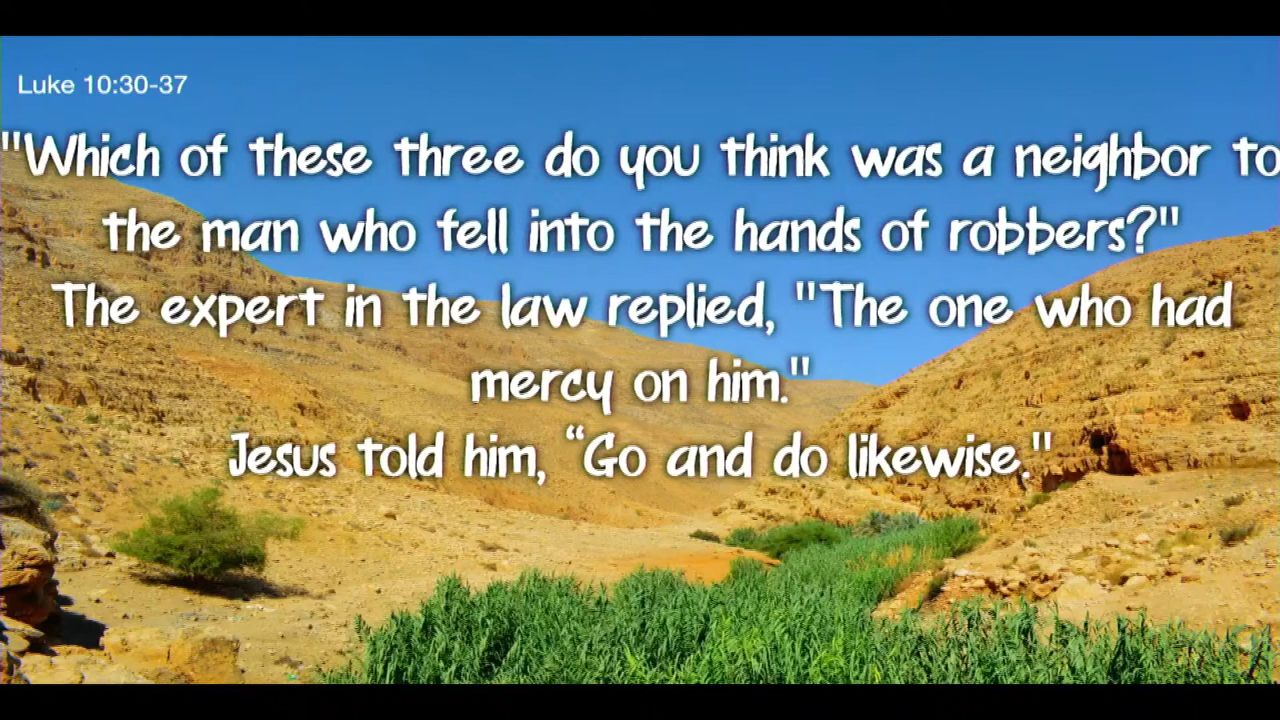 Luke 10:30-37
"Which of these three do you think was a neighbor to
the man who fell into the hands of robbers?"
The expert in the law replied, "The one who had
mercy on him."
Jesus told him, “Go and do likewise."